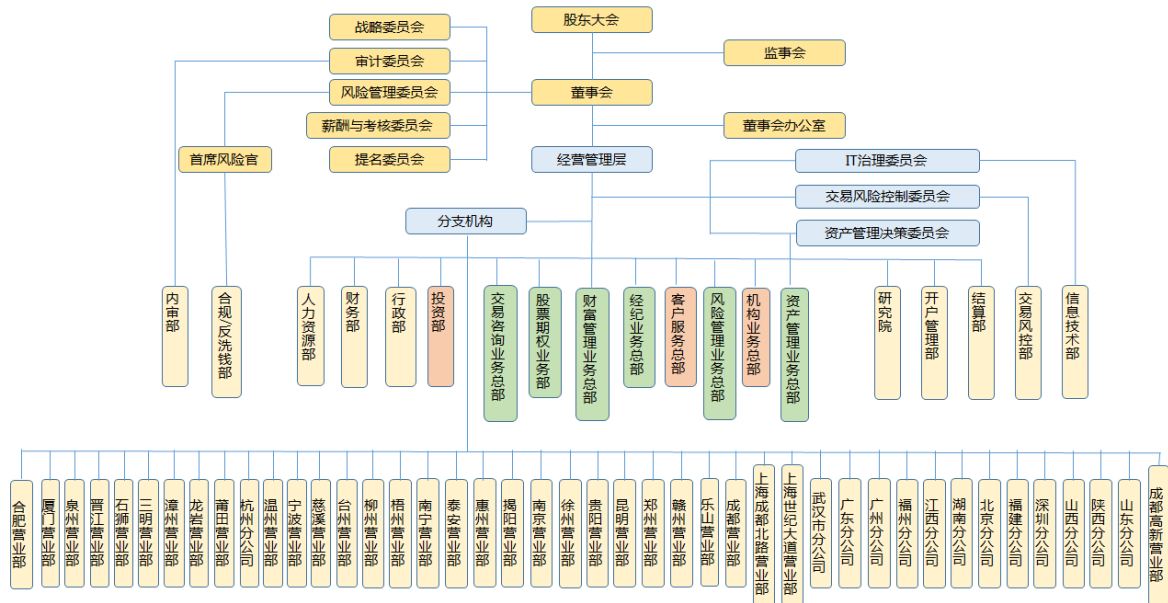 股东大会
战略委员会
监事会
审计委员会
风险管理委员会
董事会
薪酬与考核委员会
董事会办公室
首席风险官
提名委员会
经营管理层
IT治理委员会
交易风险控制委员会
分支机构
资产管理决策委员会
内审部
合规/反洗钱部
人力资源部
财务部
行政部
投资部
交易咨询业务总部
股票期权业务部
财富管理业务总部
经纪业务总部
客户服务总部
风险管理业务总部
机构业务总部
资产管理业务总部
研究院
开户管理部
结算部
交易风控部
信息技术部
合肥营业部
厦门营业部
泉州营业部
晋江营业部
石狮营业部
三明营业部
漳州营业部
龙岩营业部
莆田营业部
杭州分公司
温州营业部
宁波营业部
慈溪营业部
台州营业部
柳州营业部
梧州营业部
南宁营业部
泰安营业部
惠州营业部
揭阳营业部
南京营业部
徐州营业部
贵阳营业部
昆明营业部
郑州营业部
赣州营业部
乐山营业部
成都营业部
上海成都北路营业部
上海世纪大道营业部
武汉市分公司
广东分公司
广州分公司
福州分公司
江西分公司
湖南分公司
北京分公司
福建分公司
深圳分公司
山西分公司
陕西分公司
山东分公司
成都高新营业部